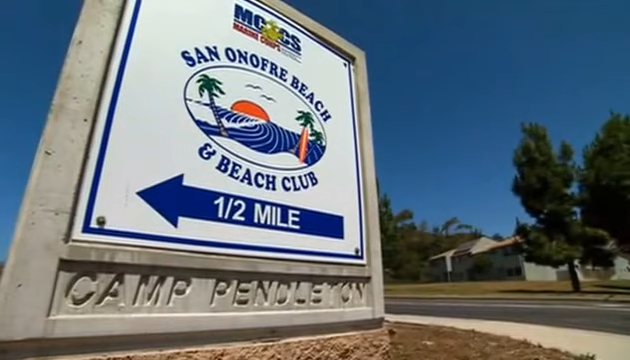 MCCS
MARINE CORPS
SAN ONOFRE BEACH
& BEACH CLUB
1/2 MILE
CAMP PENDLETON